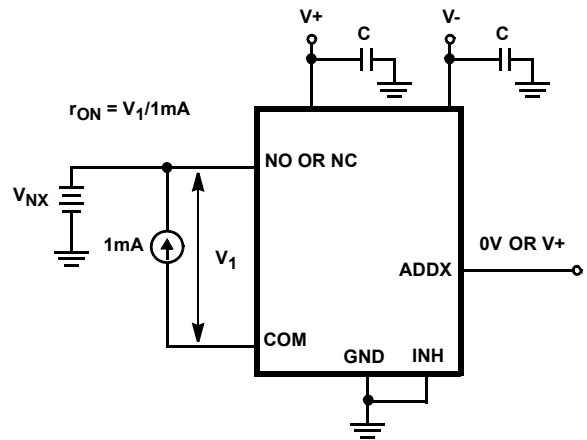 V+
C
V-
C
rON = V1/1mA
NO OR NC
VNX
1mA
V1
0V OR V+
ADDX
COM
GND
INH